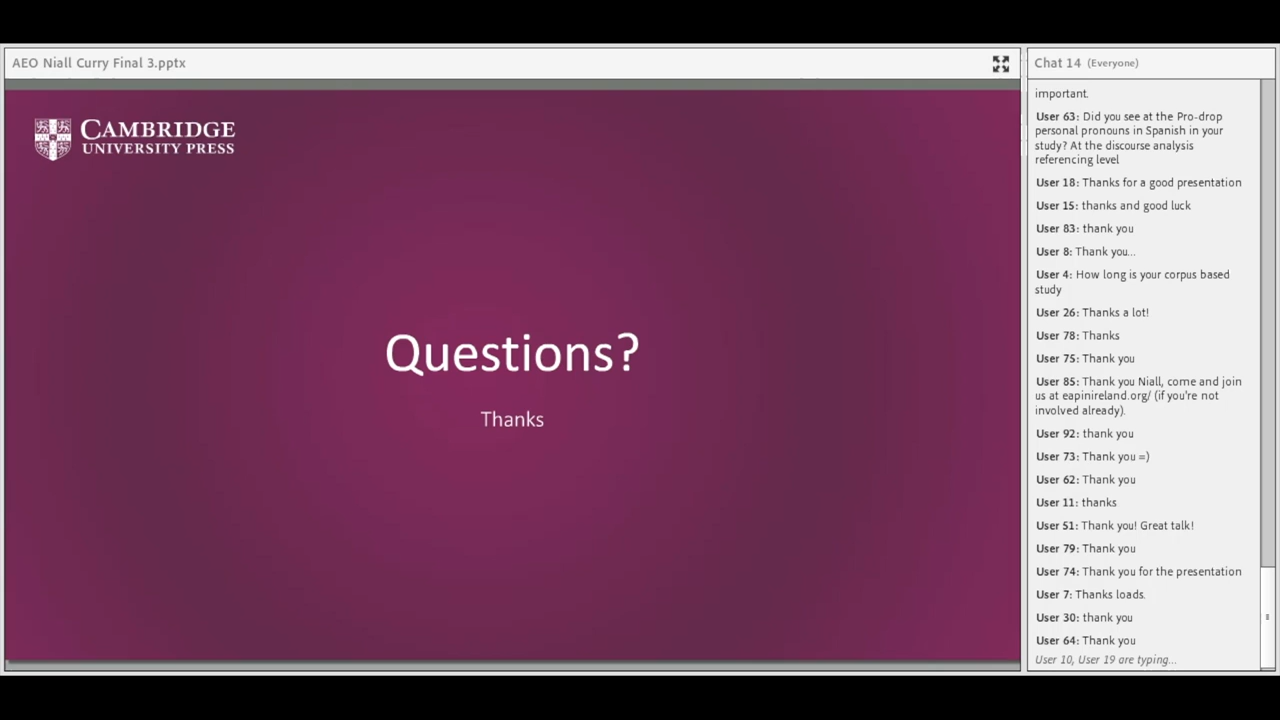 AEO Niall Curry Final 3.pptx
CAMBRIDGE
UNIVERSITY PRESS
Questions?
Thanks
Chat 14 (Everyone)
important.
User 63: Did you see at the Pro-drop
personal pronouns in Spanish in your
study? At the discourse analysis
referencing level
User 18: Thanks for a good presentation
User 15: thanks and good luck
User 83: thank you
User 8: Thank you...
User 4: How long is your corpus based
study
User 26: Thanks a lot!
User 78: Thanks
User 75: Thank you
User 85: Thank you Niall, come and join
us at eapinireland.org/ (if you're not
involved already).
User 92: thank you
User 73: Thank you =)
User 62: Thank you
User 11: thanks
User 51: Thank you! Great talk!
User 79: Thank you
User 74: Thank you for the presentation
User 7: Thanks loads.
User 30: thank you
User 64: Thank you
User 10, User 19 are typing...